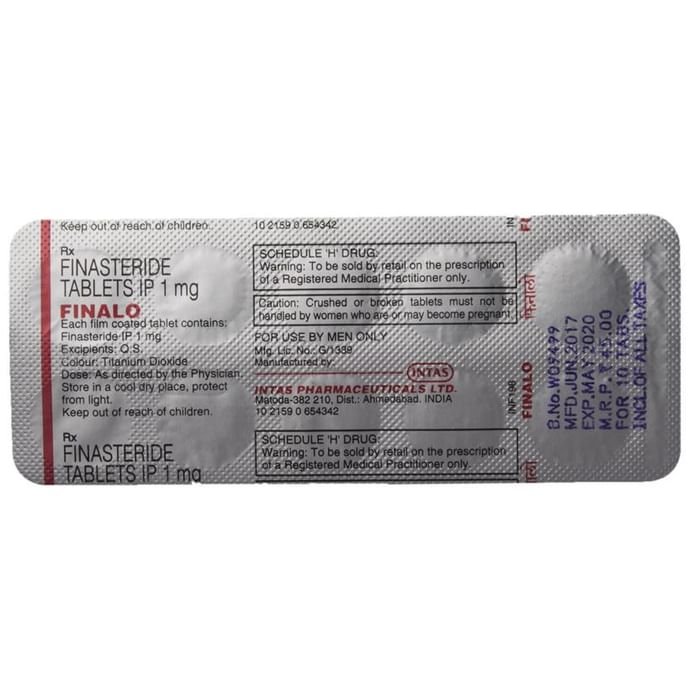 Keep out of reach of children.
Rx
FINASTERIDE
TABLETS IP 1 mg
FINALO
Each film coated tablet contains:
Finasteride IP 1 mg
Excipients: Q.S.
Colour: Titanium Dioxide
Dose: As directed by the Physician.
Store in a cool dry place, protect
from light.
Keep out of reach of children.
Rx
FINASTERIDE
TABLETS IP 1 mg
10 2159 0 654342
SCHEDULE 'H' DRUG:
Warning: To be sold by retail on the prescription
of a Registered Medical Practitioner only.
Caution: Crushed or broken tablets must not be
handled by women who are or may become pregnant.
FOR USE BY MEN ONLY
Mfg. Lic. No.: G/1339
Manufactured by:
INTAS
INTAS PHARMACEUTICALS LTD.
Matoda-382 210, Dist.: Ahmedabad. INDIA
10 2159 0 654342
SCHEDULE 'H' DRUG:
Warning: To be sold by retail on the prescription
of a Registered Medical Practitioner only.
INF196
FINALO
फिनालो
B.No.W09499
MFD.JUN.2017
EXP.MAY.2020
M.R.P.₹45.00
FOR 10 TABS.
INCL.OF ALL TAXES